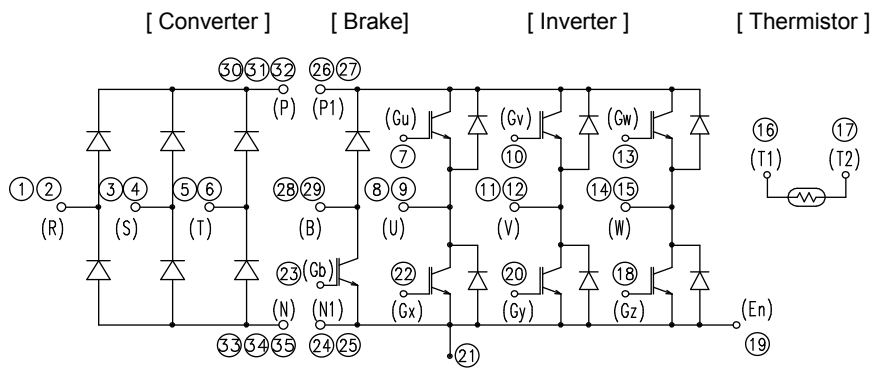 [ Converter ] [ Brake] [ Inverter ] [ Thermistor ]
30 31 32 26 27
(P) (P1) (Gu) (Gv) (Gw)
7 10 13
16 17
(T1) (T2)
1 2 3 4 5 6 28 29 8 9 11 12 14 15
(R) (S) (T) (B) (U) (V) (W)
23 (Gb) 22 20 18
(N) (N1) (Gx) (Gy) (Gz) (En)
33 34 35 24 25 21 19